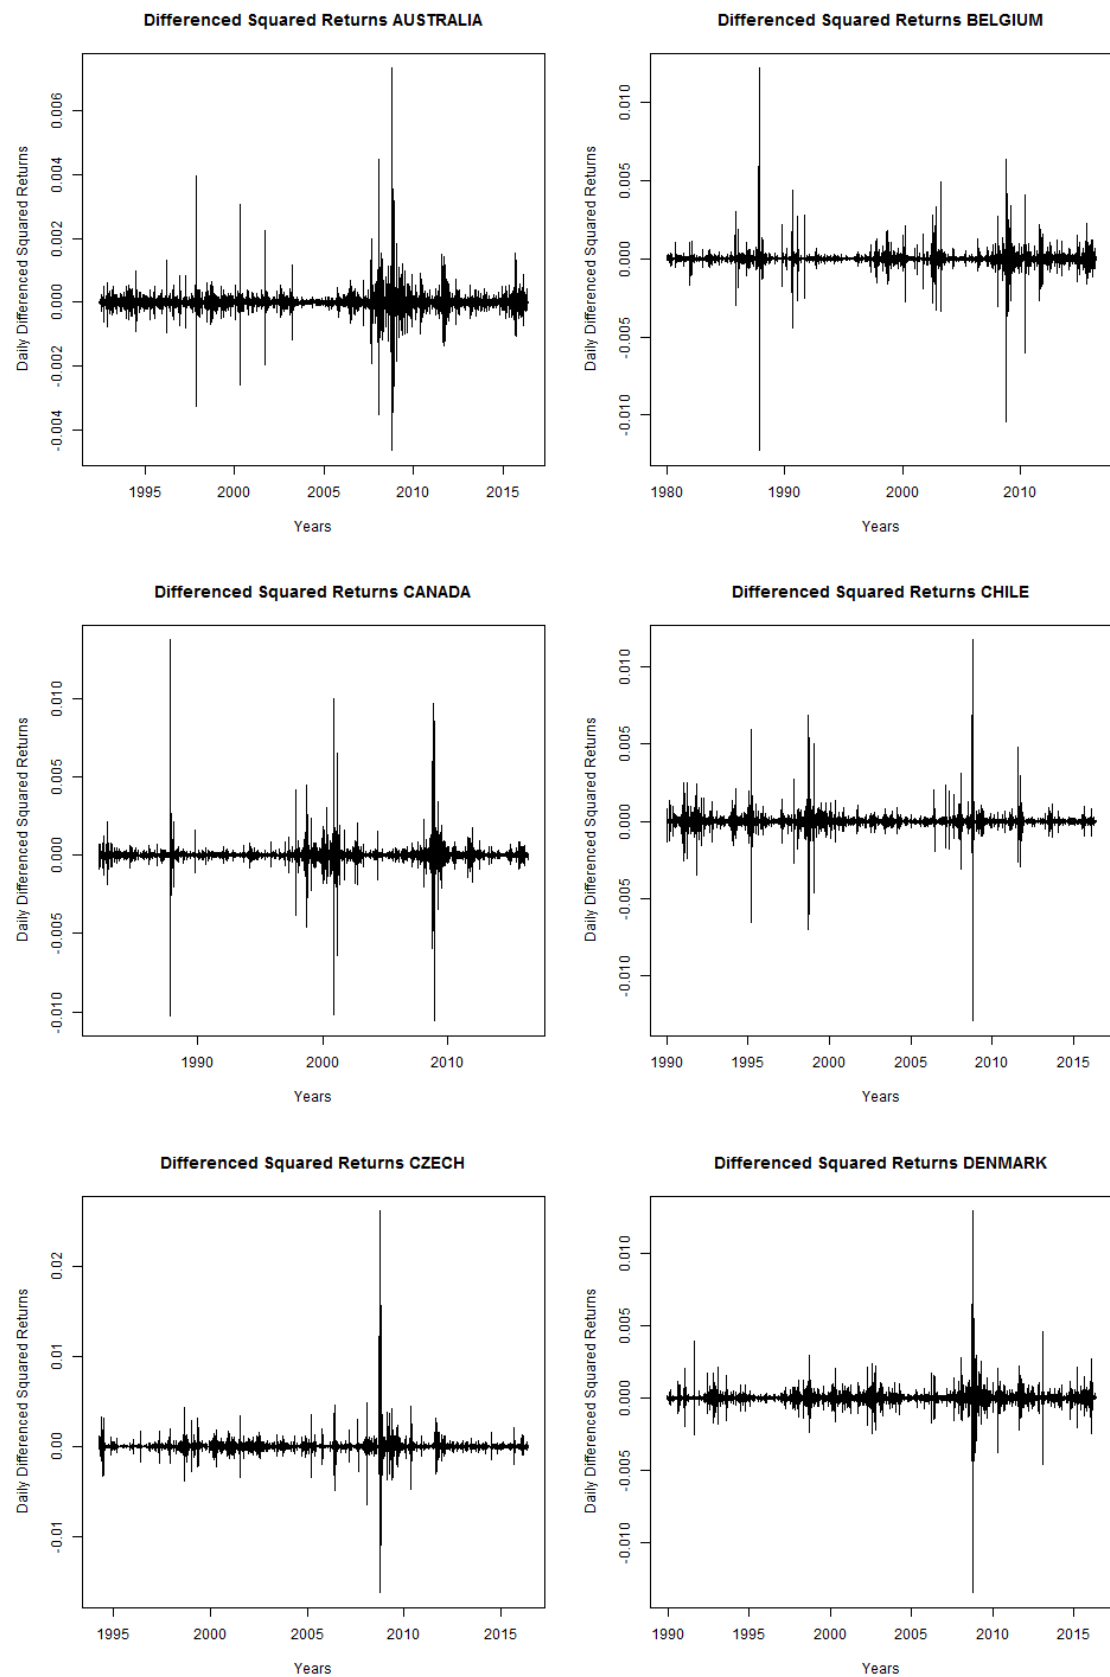 Differenced Squared Returns AUSTRALIA
Daily Differenced Squared Returns
0.006
0.004
0.002
0.000
-0.002
-0.004
1995 2000 2005 2010 2015
Years
Differenced Squared Returns BELGIUM
Daily Differenced Squared Returns
0.010
0.005
0.000
-0.005
-0.010
1980 1990 2000 2010
Years
Differenced Squared Returns CANADA
Daily Differenced Squared Returns
0.010
0.005
0.000
-0.005
-0.010
1990 2000 2010
Years
Differenced Squared Returns CHILE
Daily Differenced Squared Returns
0.010
0.005
0.000
-0.005
-0.010
1990 1995 2000 2005 2010 2015
Years
Differenced Squared Returns CZECH
Daily Differenced Squared Returns
0.02
0.01
0.00
-0.01
1995 2000 2005 2010 2015
Years
Differenced Squared Returns DENMARK
Daily Differenced Squared Returns
0.010
0.005
0.000
-0.005
-0.010
1990 1995 2000 2005 2010 2015
Years